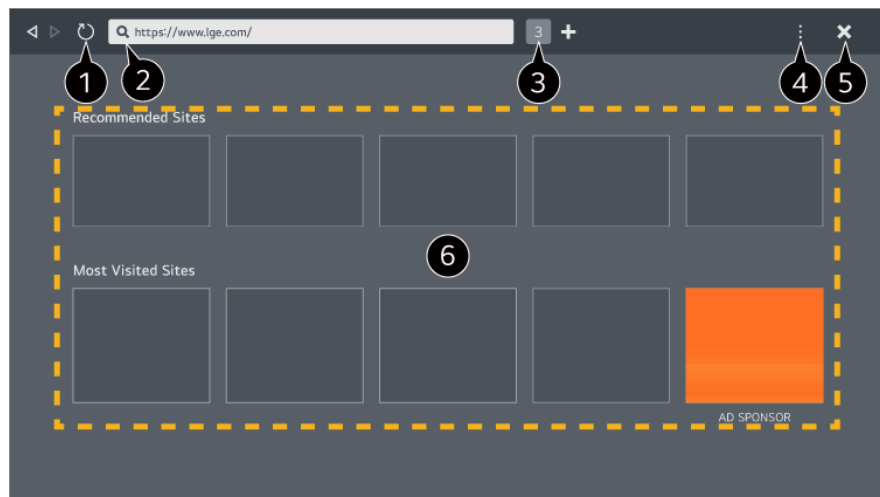 https://www.lge.com/ 3
1 2 3 4 5
Recommended Sites
6
Most Visited Sites
AD SPONSOR